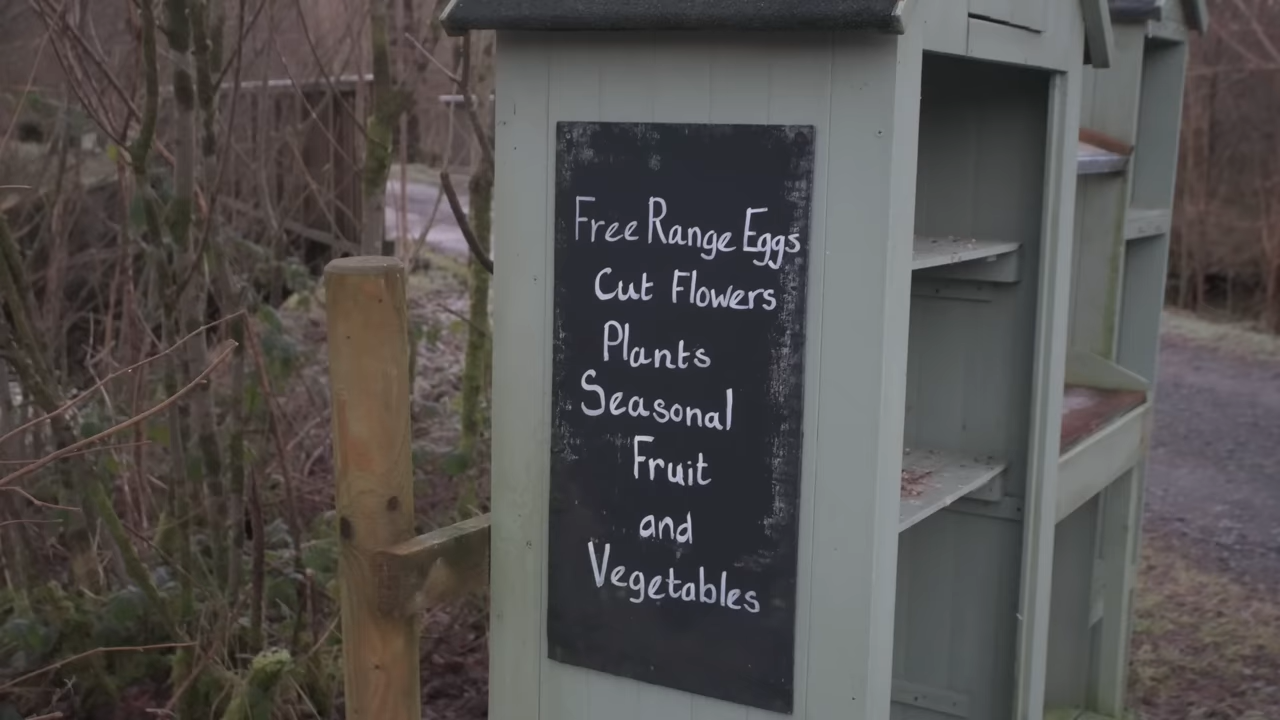 Free Range Eggs
Cut Flowers
Plants
Seasonal
Fruit
and
Vegetables